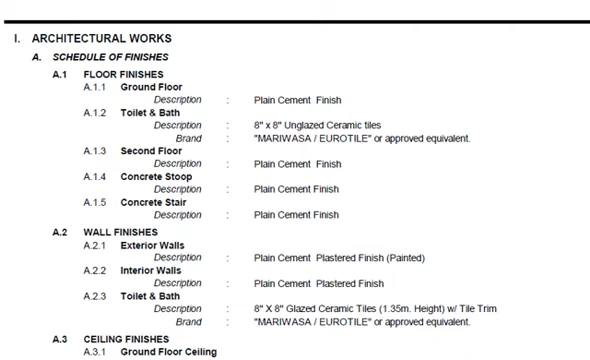 I. ARCHITECTURAL WORKS
A. SCHEDULE OF FINISHES
A.1 FLOOR FINISHES
A.1.1 Ground Floor
Description : Plain Cement Finish
A.1.2 Toilet & Bath
Description : 8" x 8" Unglazed Ceramic tiles
Brand : "MARIWASA / EUROTILE" or approved equivalent.
A.1.3 Second Floor
Description : Plain Cement Finish
A.1.4 Concrete Stoop
Description : Plain Cement Finish
A.1.5 Concrete Stair
Description : Plain Cement Finish
A.2 WALL FINISHES
A.2.1 Exterior Walls
Description : Plain Cement Plastered Finish (Painted)
A.2.2 Interior Walls
Description : Plain Cement Plastered Finish
A.2.3 Toilet & Bath
Description : 8" X 8" Glazed Ceramic Tiles (1.35m. Height) w/ Tile Trim
Brand : "MARIWASA / EUROTILE" or approved equivalent.
A.3 CEILING FINISHES
A.3.1 Ground Floor Ceiling